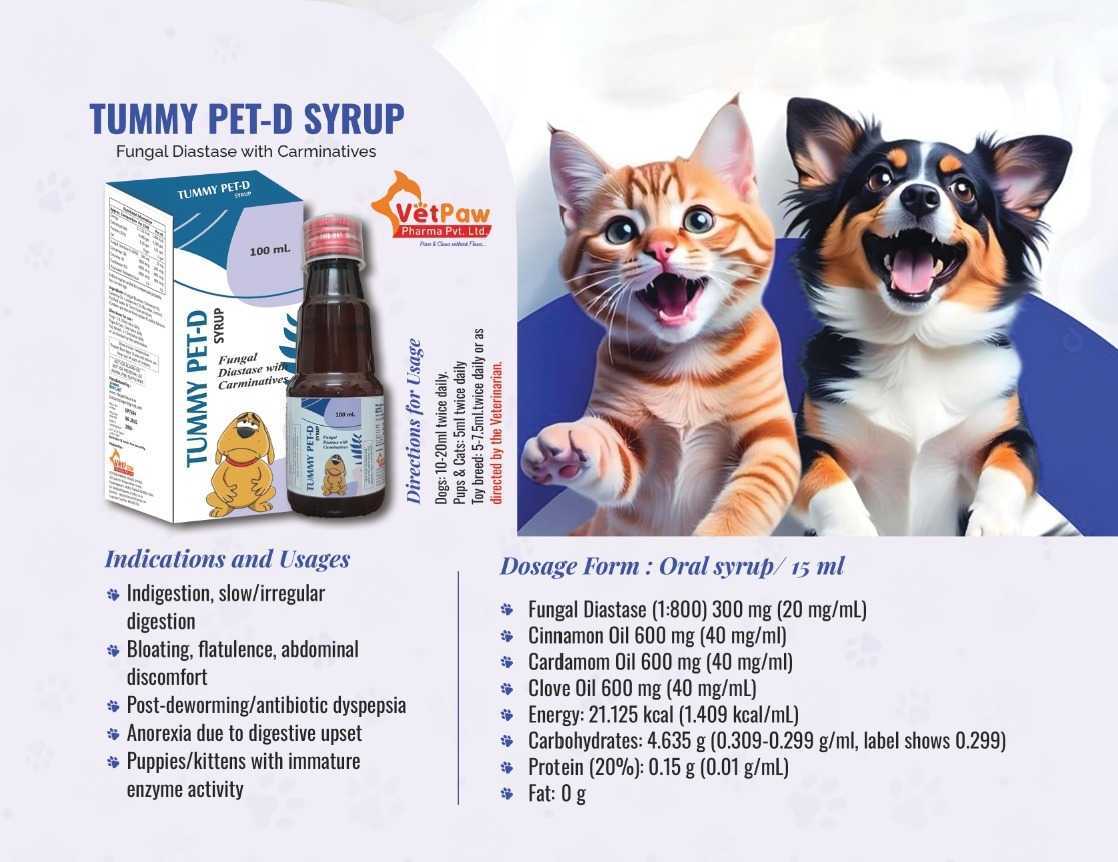 TUMMY PET-D SYRUP
Fungal Diastase with Carminatives
TUMMY PET-D
SYRUP
100 mL
TUMMY PET-D
SYRUP
Fungal
Diastase with
Carminatives
100 mL
TUMMY PET-D
SYRUP
Fungal
Diastase with
Carminatives
VetPaw
Pharma Pvt. Ltd.
Directions for Usage
Dogs: 10-20ml twice daily,
Pups & Cats: 5ml twice daily
Toy breed: 5-7.5ml.twice daily or as
directed by the Veterinarian.
Indications and Usages
Indigestion, slow/irregular
digestion
Bloating, flatulence, abdominal
discomfort
Post-deworming/antibiotic dyspepsia
Anorexia due to digestive upset
Puppies/kittens with immature
enzyme activity
Dosage Form : Oral syrup/ 15 ml
Fungal Diastase (1:800) 300 mg (20 mg/mL)
Cinnamon Oil 600 mg (40 mg/ml)
Cardamom Oil 600 mg (40 mg/ml)
Clove Oil 600 mg (40 mg/mL)
Energy: 21.125 kcal (1.409 kcal/mL)
Carbohydrates: 4.635 g (0.309-0.299 g/ml, label shows 0.299)
Protein (20%): 0.15 g (0.01 g/mL)
Fat: 0 g